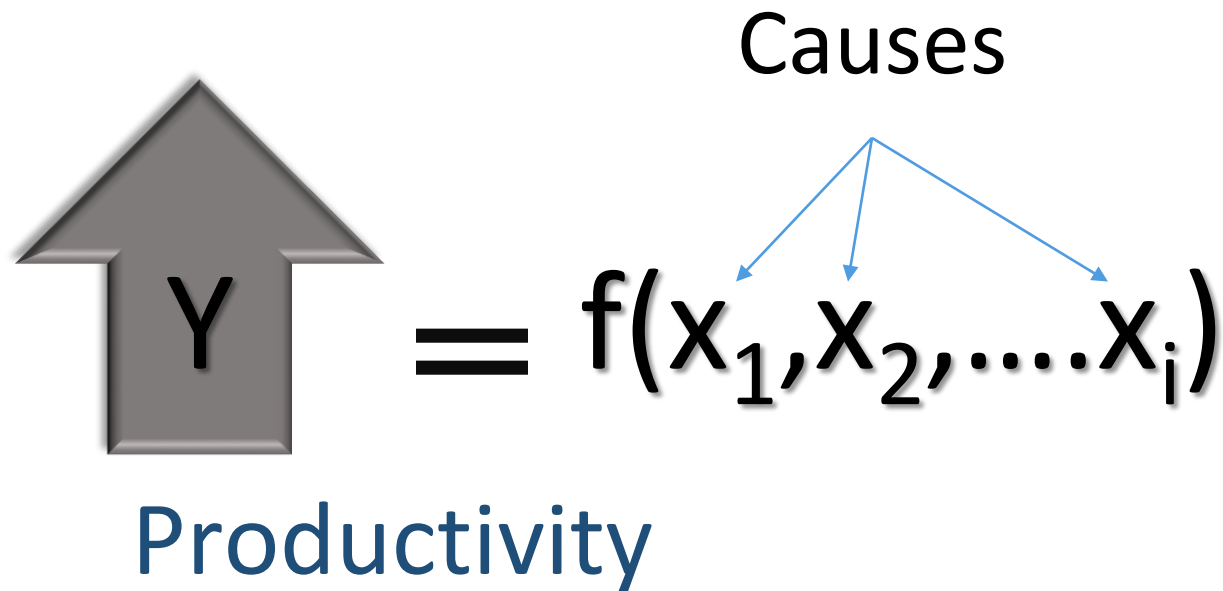 Causes
Y = f(x₁,x₂,....xᵢ)
Productivity